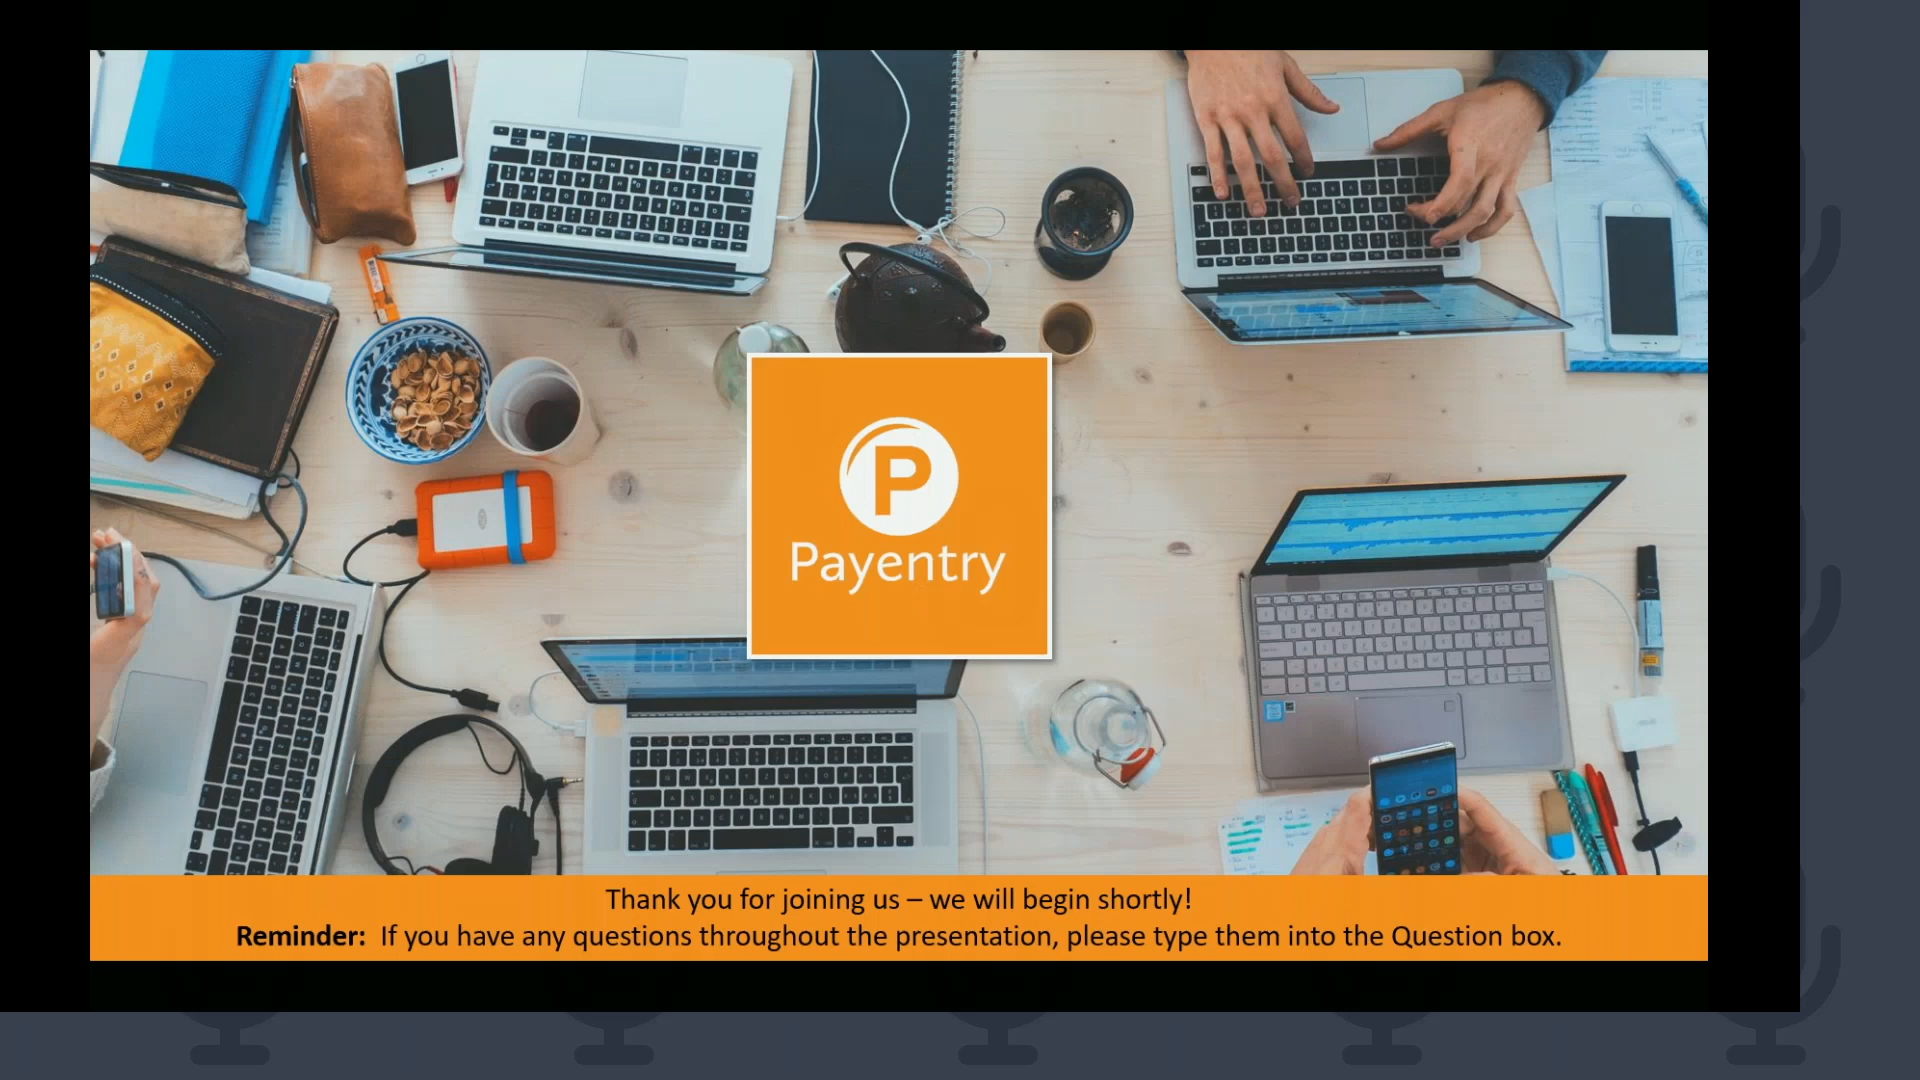 P
Payentry
Thank you for joining us – we will begin shortly!
Reminder: If you have any questions throughout the presentation, please type them into the Question box.